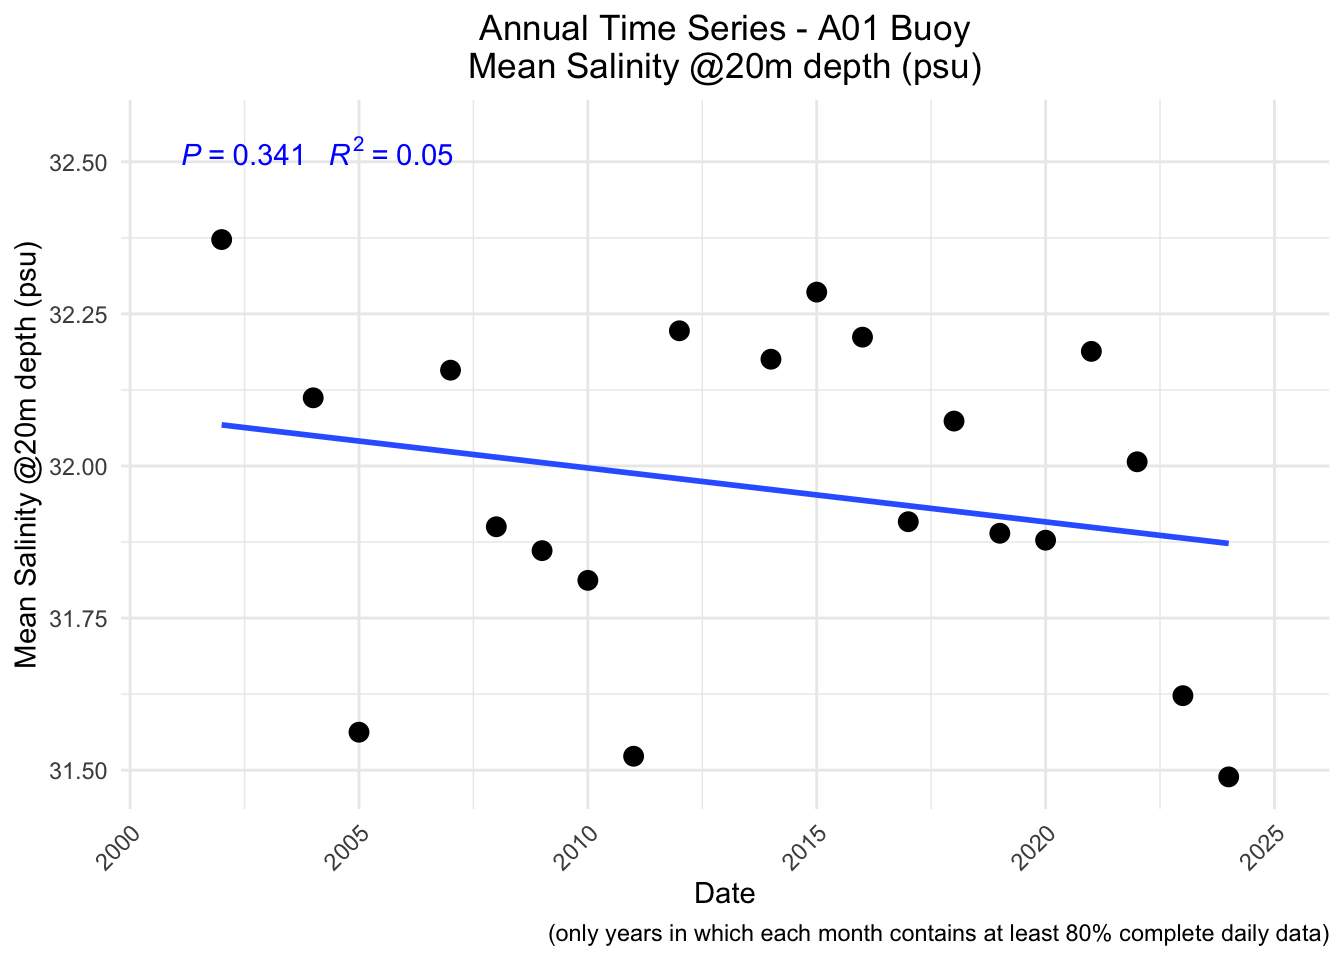 Annual Time Series - A01 Buoy
Mean Salinity @20m depth (psu)
P = 0.341 R² = 0.05
Mean Salinity @20m depth (psu)
32.50
32.25
32.00
31.75
31.50
2000 2005 2010 2015 2020 2025
Date
(only years in which each month contains at least 80% complete daily data)